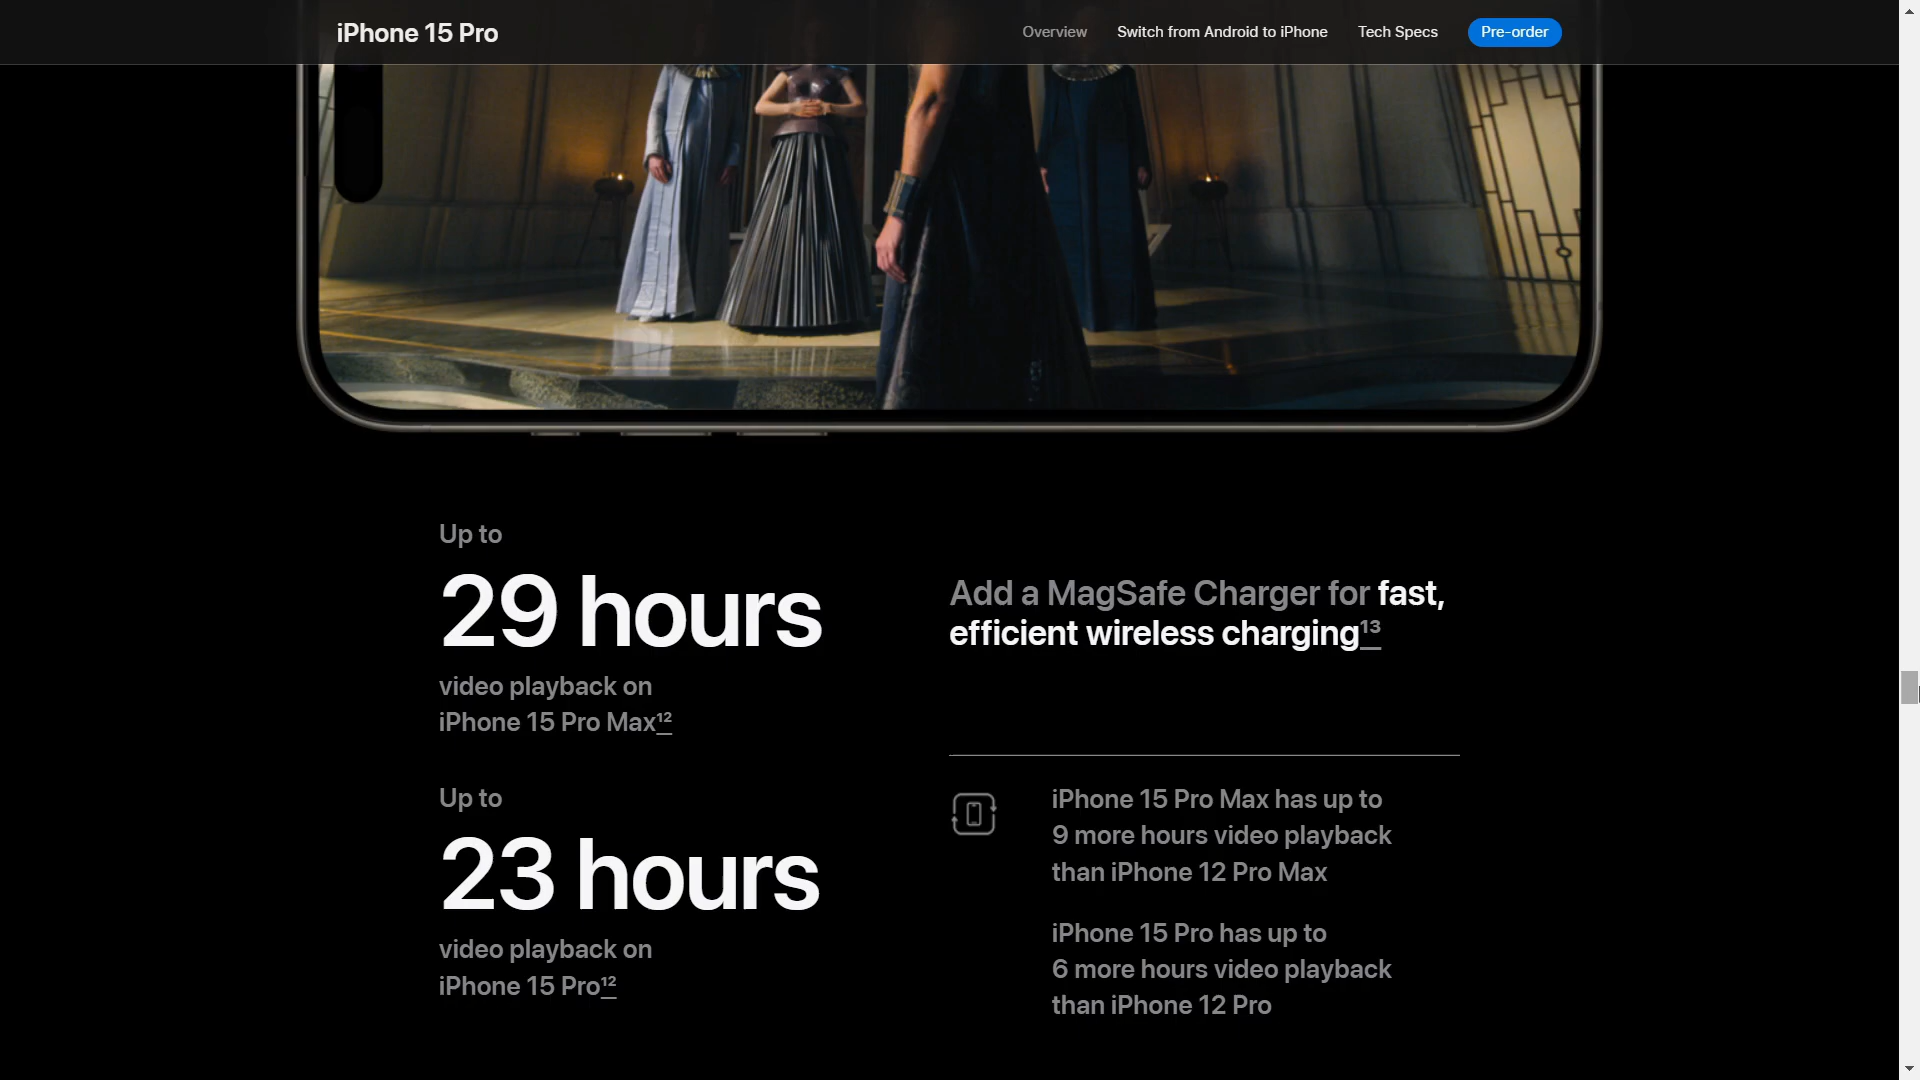 iPhone 15 Pro
Overview
Switch from Android to iPhone
Tech Specs
Pre-order
Up to
29 hours
video playback on
iPhone 15 Pro Max¹²
Up to
23 hours
video playback on
iPhone 15 Pro¹²
Add a MagSafe Charger for fast,
efficient wireless charging¹³
iPhone 15 Pro Max has up to
9 more hours video playback
than iPhone 12 Pro Max
iPhone 15 Pro has up to
6 more hours video playback
than iPhone 12 Pro